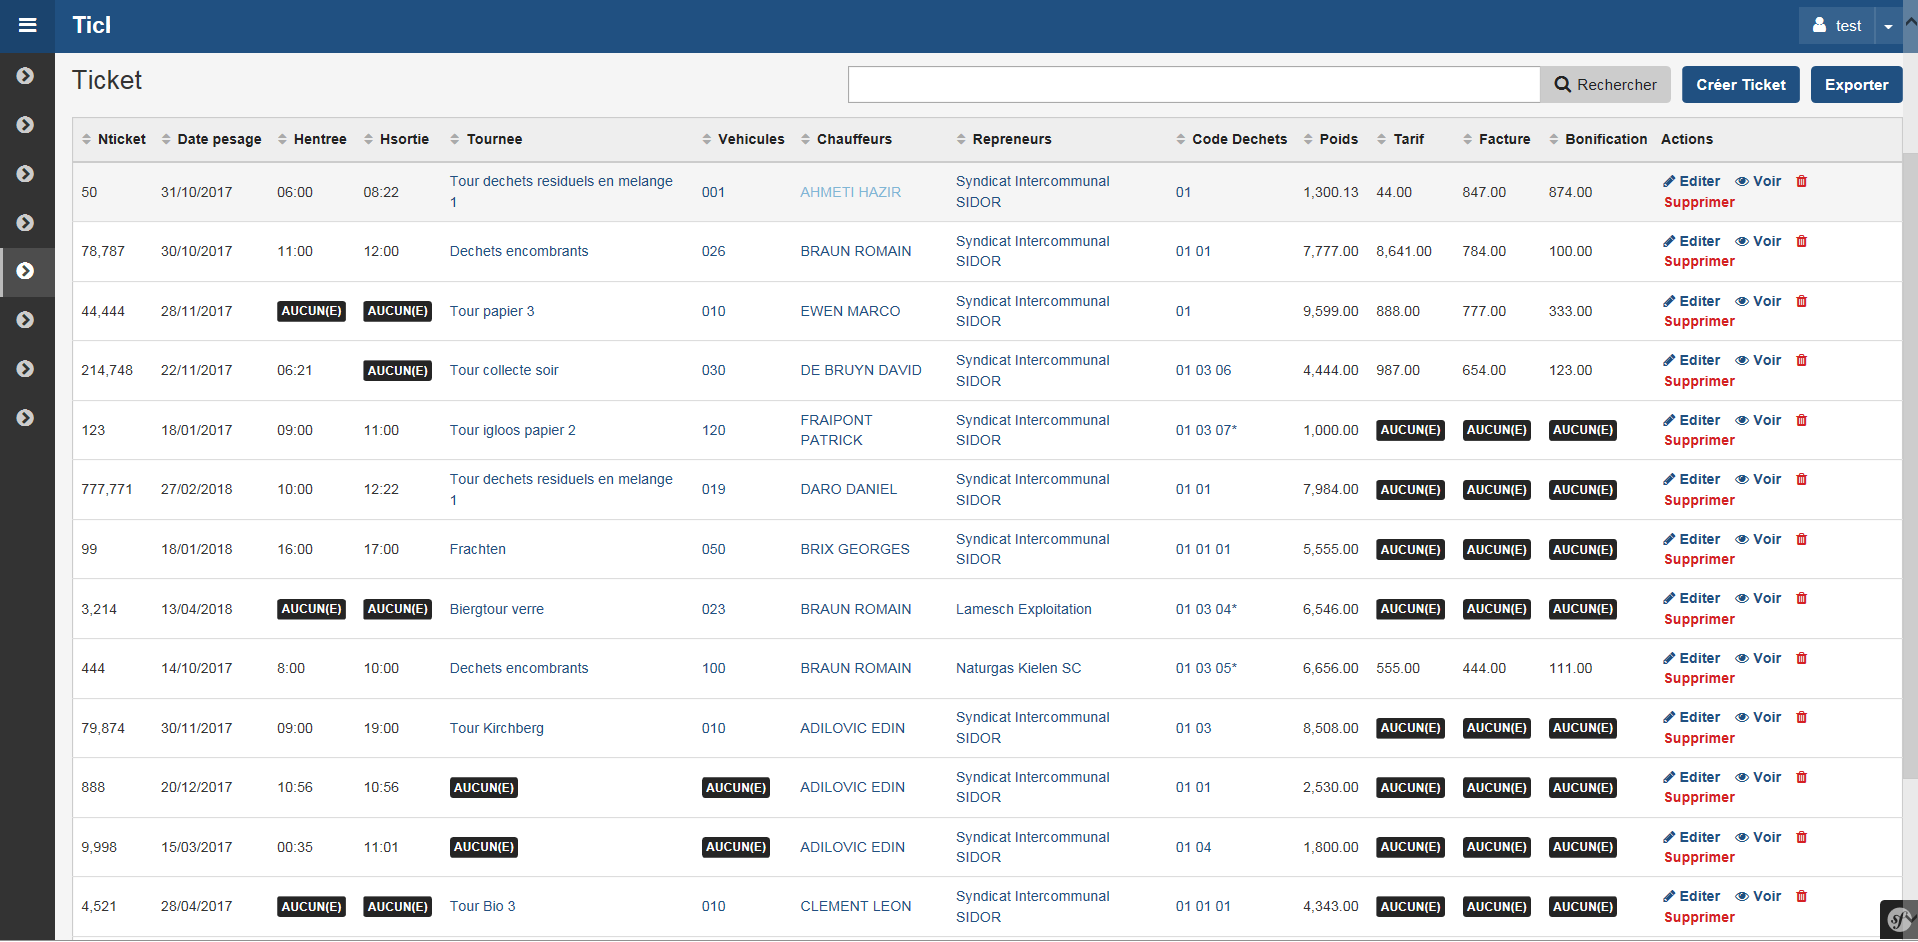 Ticl
test
Ticket
Rechercher
Créer Ticket
Exporter
Nticket Date pesage Hentree Hsortie Tournee Vehicules Chauffeurs Repreneurs Code Dechets Poids Tarif Facture Bonification Actions
50 31/10/2017 06:00 08:22 Tour dechets residuels en melange 001 AHMETI HAZIR Syndicat Intercommunal 01 1,300.13 44.00 847.00 874.00 Editer Voir
1 SIDOR Supprimer
78,787 30/10/2017 11:00 12:00 Dechets encombrants 026 BRAUN ROMAIN Syndicat Intercommunal 01 01 7,777.00 8,641.00 784.00 100.00 Editer Voir
SIDOR Supprimer
44,444 28/11/2017 AUCUN(E) AUCUN(E) Tour papier 3 010 EWEN MARCO Syndicat Intercommunal 01 9,599.00 888.00 777.00 333.00 Editer Voir
SIDOR Supprimer
214,748 22/11/2017 06:21 AUCUN(E) Tour collecte soir 030 DE BRUYN DAVID Syndicat Intercommunal 01 03 06 4,444.00 987.00 654.00 123.00 Editer Voir
SIDOR Supprimer
123 18/01/2017 09:00 11:00 Tour igloos papier 2 120 FRAIPONT Syndicat Intercommunal 01 03 07* 1,000.00 AUCUN(E) AUCUN(E) AUCUN(E) Editer Voir
PATRICK SIDOR Supprimer
777,771 27/02/2018 10:00 12:22 Tour dechets residuels en melange 019 DARO DANIEL Syndicat Intercommunal 01 01 7,984.00 AUCUN(E) AUCUN(E) AUCUN(E) Editer Voir
1 SIDOR Supprimer
99 18/01/2018 16:00 17:00 Frachten 050 BRIX GEORGES Syndicat Intercommunal 01 01 01 5,555.00 AUCUN(E) AUCUN(E) AUCUN(E) Editer Voir
SIDOR Supprimer
3,214 13/04/2018 AUCUN(E) AUCUN(E) Biergtour verre 023 BRAUN ROMAIN Lamesch Exploitation 01 03 04* 6,546.00 AUCUN(E) AUCUN(E) AUCUN(E) Editer Voir
Supprimer
444 14/10/2017 8:00 10:00 Dechets encombrants 100 BRAUN ROMAIN Naturgas Kielen SC 01 03 05* 6,656.00 555.00 444.00 111.00 Editer Voir
Supprimer
79,874 30/11/2017 09:00 19:00 Tour Kirchberg 010 ADILOVIC EDIN Syndicat Intercommunal 01 03 8,508.00 AUCUN(E) AUCUN(E) AUCUN(E) Editer Voir
SIDOR Supprimer
888 20/12/2017 10:56 10:56 AUCUN(E) AUCUN(E) ADILOVIC EDIN Syndicat Intercommunal 01 01 2,530.00 AUCUN(E) AUCUN(E) AUCUN(E) Editer Voir
SIDOR Supprimer
9,998 15/03/2017 00:35 11:01 AUCUN(E) AUCUN(E) ADILOVIC EDIN Syndicat Intercommunal 01 04 1,800.00 AUCUN(E) AUCUN(E) AUCUN(E) Editer Voir
SIDOR Supprimer
4,521 28/04/2017 AUCUN(E) AUCUN(E) Tour Bio 3 010 CLEMENT LEON Syndicat Intercommunal 01 01 01 4,343.00 AUCUN(E) AUCUN(E) AUCUN(E) Editer Voir
SIDOR Supprimer
sf